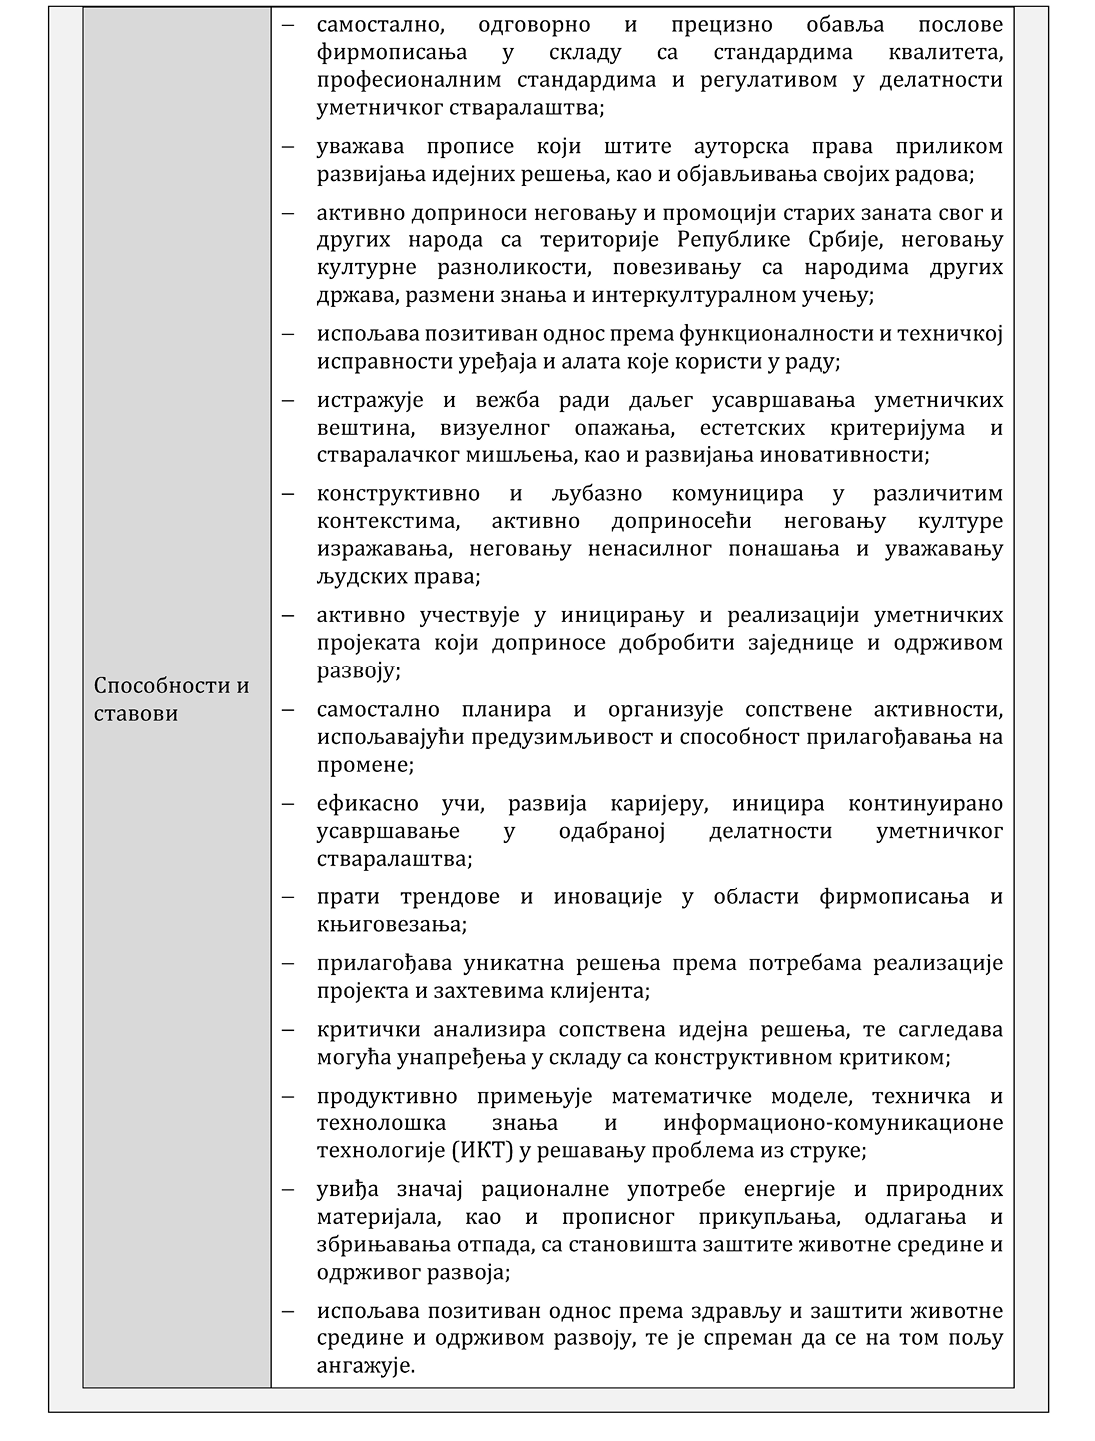 Способности и
ставови
– самостално, одговорно и прецизно обавља послове
фирмописања у складу са стандардима квалитета,
професионалним стандардима и регулативом у делатности
уметничког стваралаштва;
– уважава прописе који штите ауторска права приликом
развијања идејних решења, као и објављивања својих радова;
– активно доприноси неговању и промоцији старих заната свог и
других народа са територије Републике Србије, неговању
културне разноликости, повезивању са народима других
држава, размени знања и интеркултуралном учењу;
– испољава позитиван однос према функционалности и техничкој
исправности уређаја и алата које користи у раду;
– истражује и вежба ради даљег усавршавања уметничких
вештина, визуелног опажања, естетских критеријума и
стваралачког мишљења, као и развијања иновативности;
– конструктивно и љубазно комуницира у различитим
контекстима, активно доприносећи неговању културе
изражавања, неговању ненасилног понашања и уважавању
људских права;
– активно учествује у иницирању и реализацији уметничких
пројеката који доприносе добробити заједнице и одрживом
развоју;
– самостално планира и организује сопствене активности,
испољавајући предузимљивост и способност прилагођавања на
промене;
– ефикасно учи, развија каријеру, иницира континуирано
усавршавање у одабраној делатности уметничког
стваралаштва;
– прати трендове и иновације у области фирмописања и
књиговезања;
– прилагођава уникатна решења према потребама реализације
пројекта и захтевима клијента;
– критички анализира сопствена идејна решења, те сагледава
могућа унапређења у складу са конструктивном критиком;
– продуктивно примењује математичке моделе, техничка и
технолошка знања и информационо-комуникационе
технологије (ИКТ) у решавању проблема из струке;
– увиђа значај рационалне употребе енергије и природних
материјала, као и прописног прикупљања, одлагања и
збрињавања отпада, са становишта заштите животне средине и
одрживог развоја;
– испољава позитиван однос према здрављу и заштити животне
средине и одрживом развоју, те је спреман да се на том пољу
ангажује.